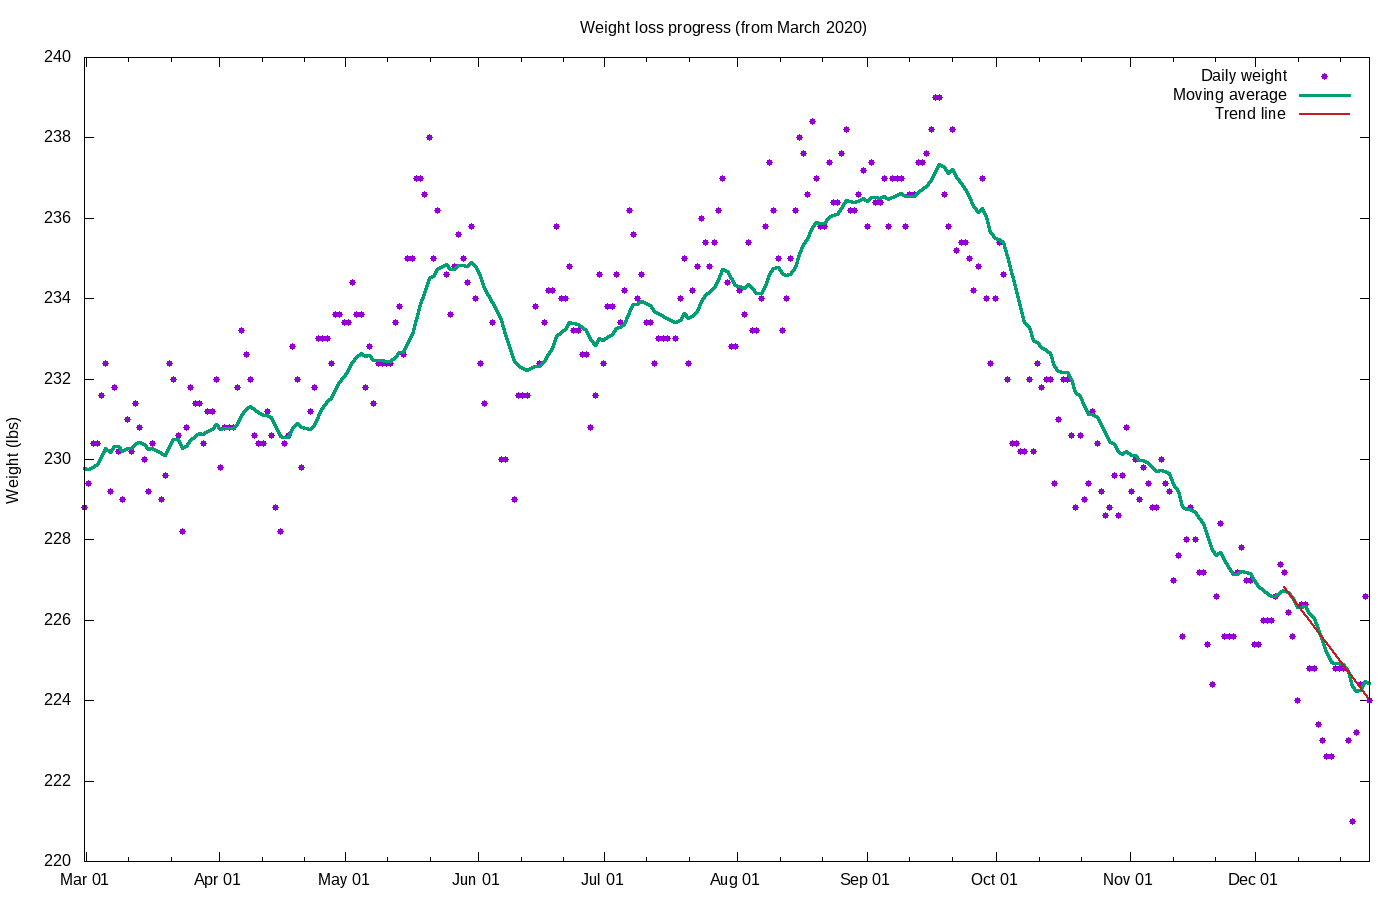 Weight loss progress (from March 2020)
Daily weight
Moving average
Trend line
Weight (lbs)
240
238
236
234
232
230
228
226
224
222
220
Mar 01
Apr 01
May 01
Jun 01
Jul 01
Aug 01
Sep 01
Oct 01
Nov 01
Dec 01